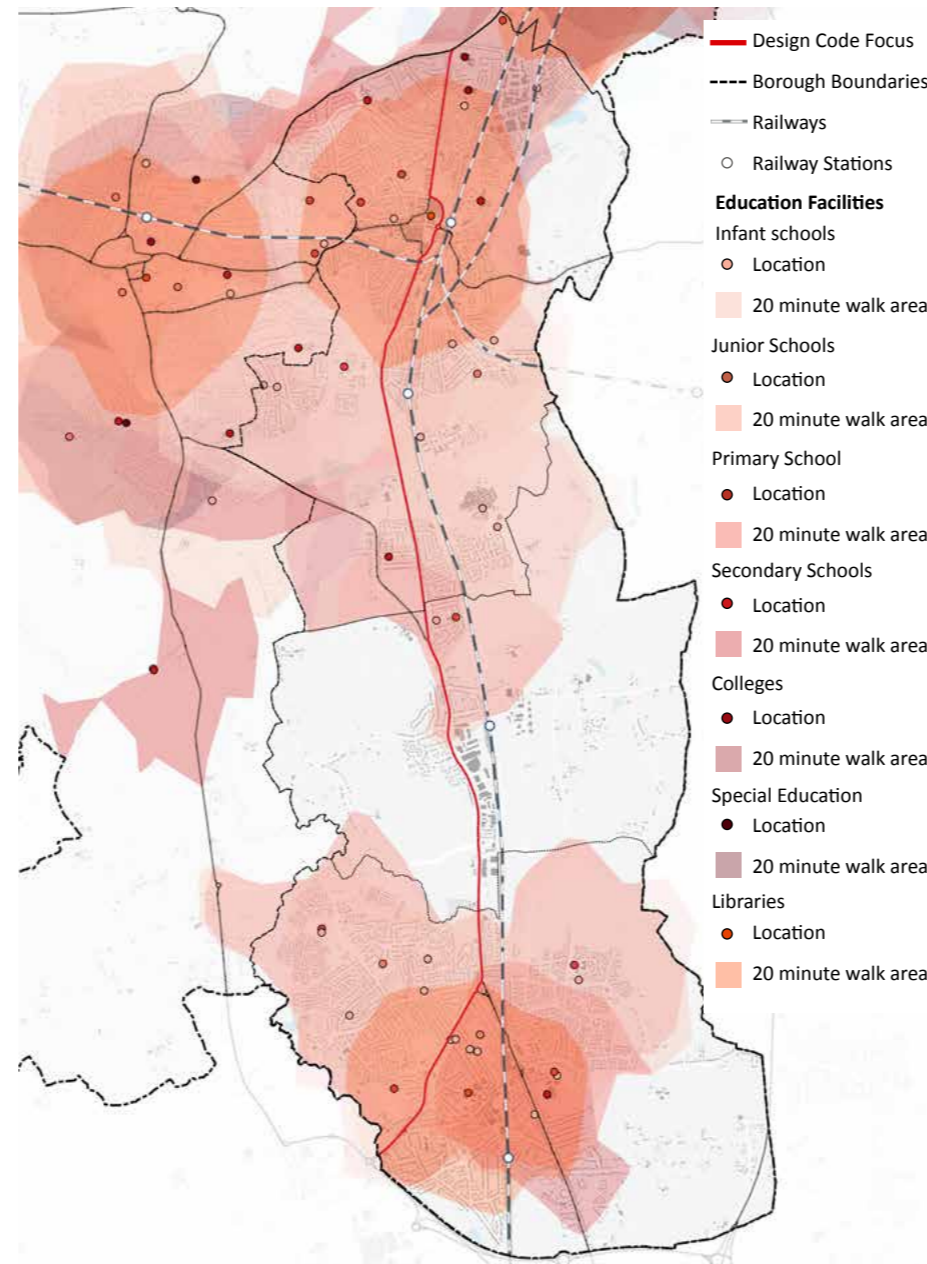 Design Code Focus
Borough Boundaries
Railways
Railway Stations
Education Facilities
Infant schools
Location
20 minute walk area
Junior Schools
Location
20 minute walk area
Primary School
Location
20 minute walk area
Secondary Schools
Location
20 minute walk area
Colleges
Location
20 minute walk area
Special Education
Location
20 minute walk area
Libraries
Location
20 minute walk area